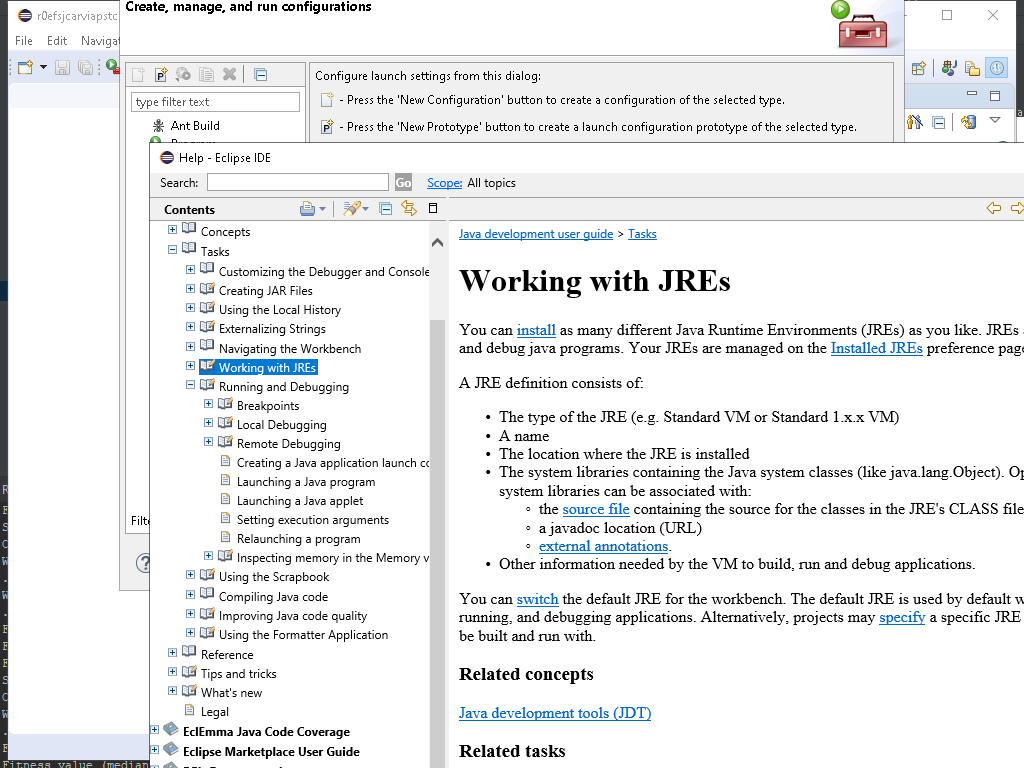 r0efsjcarviapstc
Create, manage, and run configurations
File Edit Navigat
type filter text
Ant Build
Configure launch settings from this dialog:
- Press the 'New Configuration' button to create a configuration of the selected type.
- Press the 'New Prototype' button to create a launch configuration prototype of the selected type.
Help - Eclipse IDE
Search:
Go
Scope: All topics
Contents
Concepts
Tasks
Customizing the Debugger and Console
Creating JAR Files
Using the Local History
Externalizing Strings
Navigating the Workbench
Working with JREs
Running and Debugging
Breakpoints
Local Debugging
Remote Debugging
Creating a Java application launch co
Launching a Java program
Launching a Java applet
Setting execution arguments
Relaunching a program
Inspecting memory in the Memory v
Using the Scrapbook
Compiling Java code
Improving Java code quality
Using the Formatter Application
Reference
Tips and tricks
What's new
Legal
EclEmma Java Code Coverage
Eclipse Marketplace User Guide
Java development user guide > Tasks
Working with JREs
You can install as many different Java Runtime Environments (JREs) as you like. JREs
and debug java programs. Your JREs are managed on the Installed JREs preference page
A JRE definition consists of:
• The type of the JRE (e.g. Standard VM or Standard 1.x.x VM)
• A name
• The location where the JRE is installed
• The system libraries containing the Java system classes (like java.lang.Object). Op
system libraries can be associated with:
◦ the source file containing the source for the classes in the JRE's CLASS file
◦ a javadoc location (URL)
◦ external annotations.
• Other information needed by the VM to build, run and debug applications.
You can switch the default JRE for the workbench. The default JRE is used by default w
running, and debugging applications. Alternatively, projects may specify a specific JRE
be built and run with.
Related concepts
Java development tools (JDT)
Related tasks
Filte
Fitness value (median